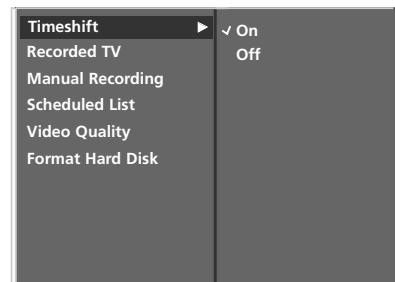 Timeshift
Recorded TV
Manual Recording
Scheduled List
Video Quality
Format Hard Disk
On
Off